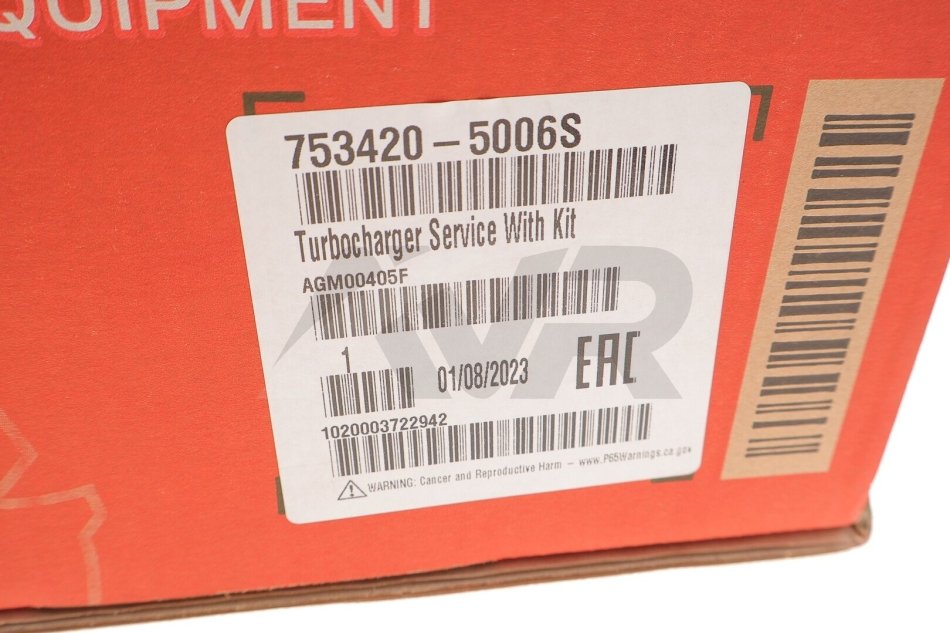 QUIPMENT
753420 – 5006S
Turbocharger Service With Kit
AGM00405F
1
01/08/2023
EAC
1020003722942
WARNING: Cancer and Reproductive Harm – www.P65Warnings.ca.gov